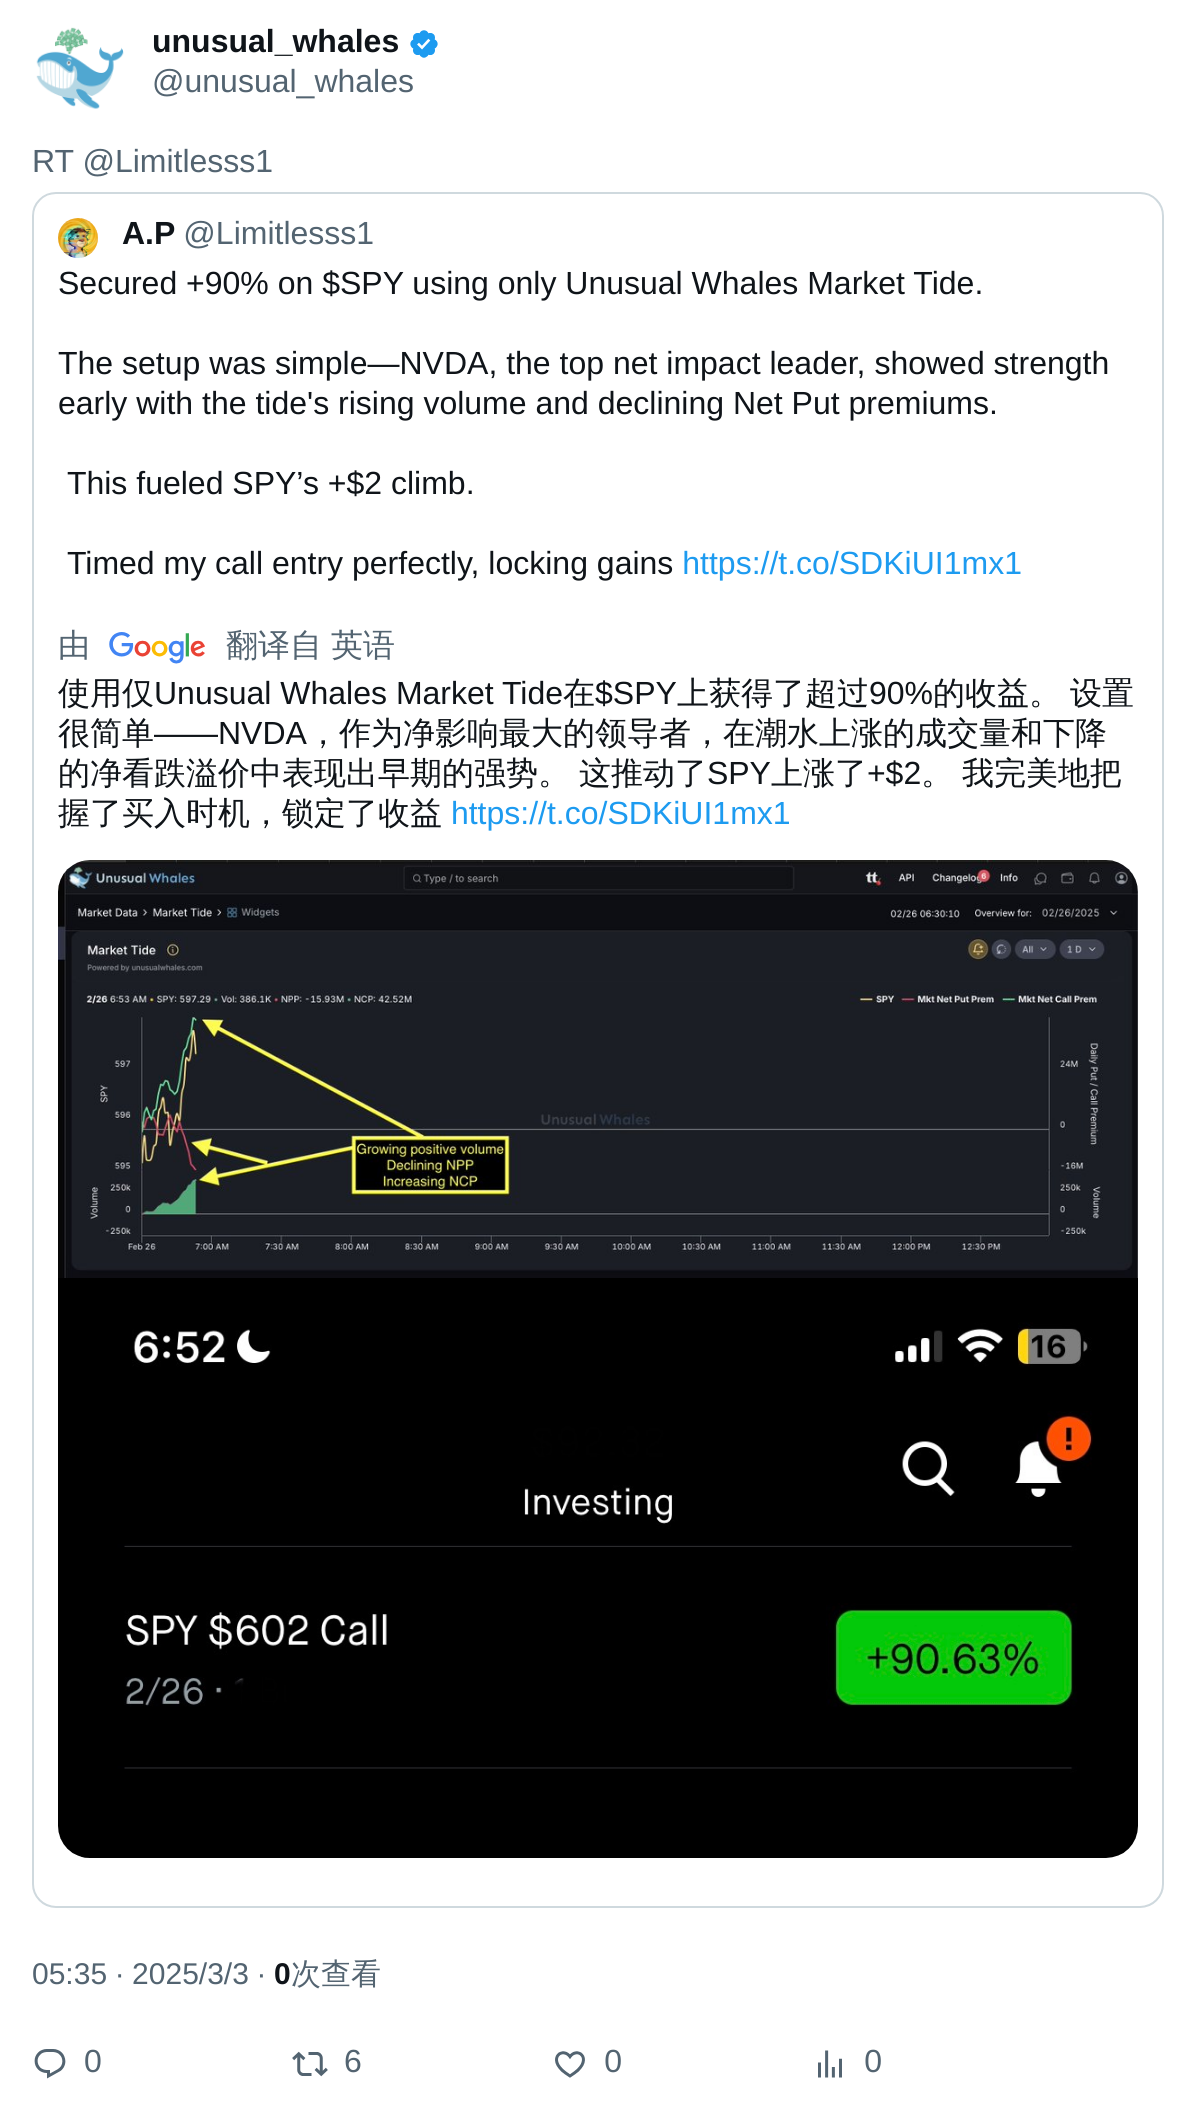 unusual_whales
@unusual_whales
RT @Limitlesss1
A.P @Limitlesss1
Secured +90% on $SPY using only Unusual Whales Market Tide.
The setup was simple—NVDA, the top net impact leader, showed strength
early with the tide's rising volume and declining Net Put premiums.
This fueled SPY’s +$2 climb.
Timed my call entry perfectly, locking gains https://t.co/SDKiUI1mx1
由 Google 翻译自 英语
使用仅Unusual Whales Market Tide在$SPY上获得了超过90%的收益。 设置
很简单——NVDA，作为净影响最大的领导者，在潮水上涨的成交量和下降
的净看跌溢价中表现出早期的强势。 这推动了SPY上涨了+$2。 我完美地把
握了买入时机，锁定了收益 https://t.co/SDKiUI1mx1
Unusual Whales
Type / to search
tt
API
Changelog
6
Info
Market Data > Market Tide > Widgets
02/26 06:30:10 Overview for: 02/26/2025
Market Tide
All
1 D
Powered by unusualwhales.com
2/26 6:53 AM • SPY: 597.29 • Vol: 386.1K • NPP: -15.93M • NCP: 42.52M
SPY
Mkt Net Put Prem
Mkt Net Call Prem
597
596
595
SPY
250k
0
-250k
Volume
24M
0
-16M
Daily Put / Call Premium
250k
0
-250k
Volume
Unusual Whales
Growing positive volume
Declining NPP
Increasing NCP
Feb 26
7:00 AM
7:30 AM
8:00 AM
8:30 AM
9:00 AM
9:30 AM
10:00 AM
10:30 AM
11:00 AM
11:30 AM
12:00 PM
12:30 PM
6:52
16
!
Investing
SPY $602 Call
+90.63%
2/26 ·
05:35 · 2025/3/3 · 0次查看
0
6
0
0